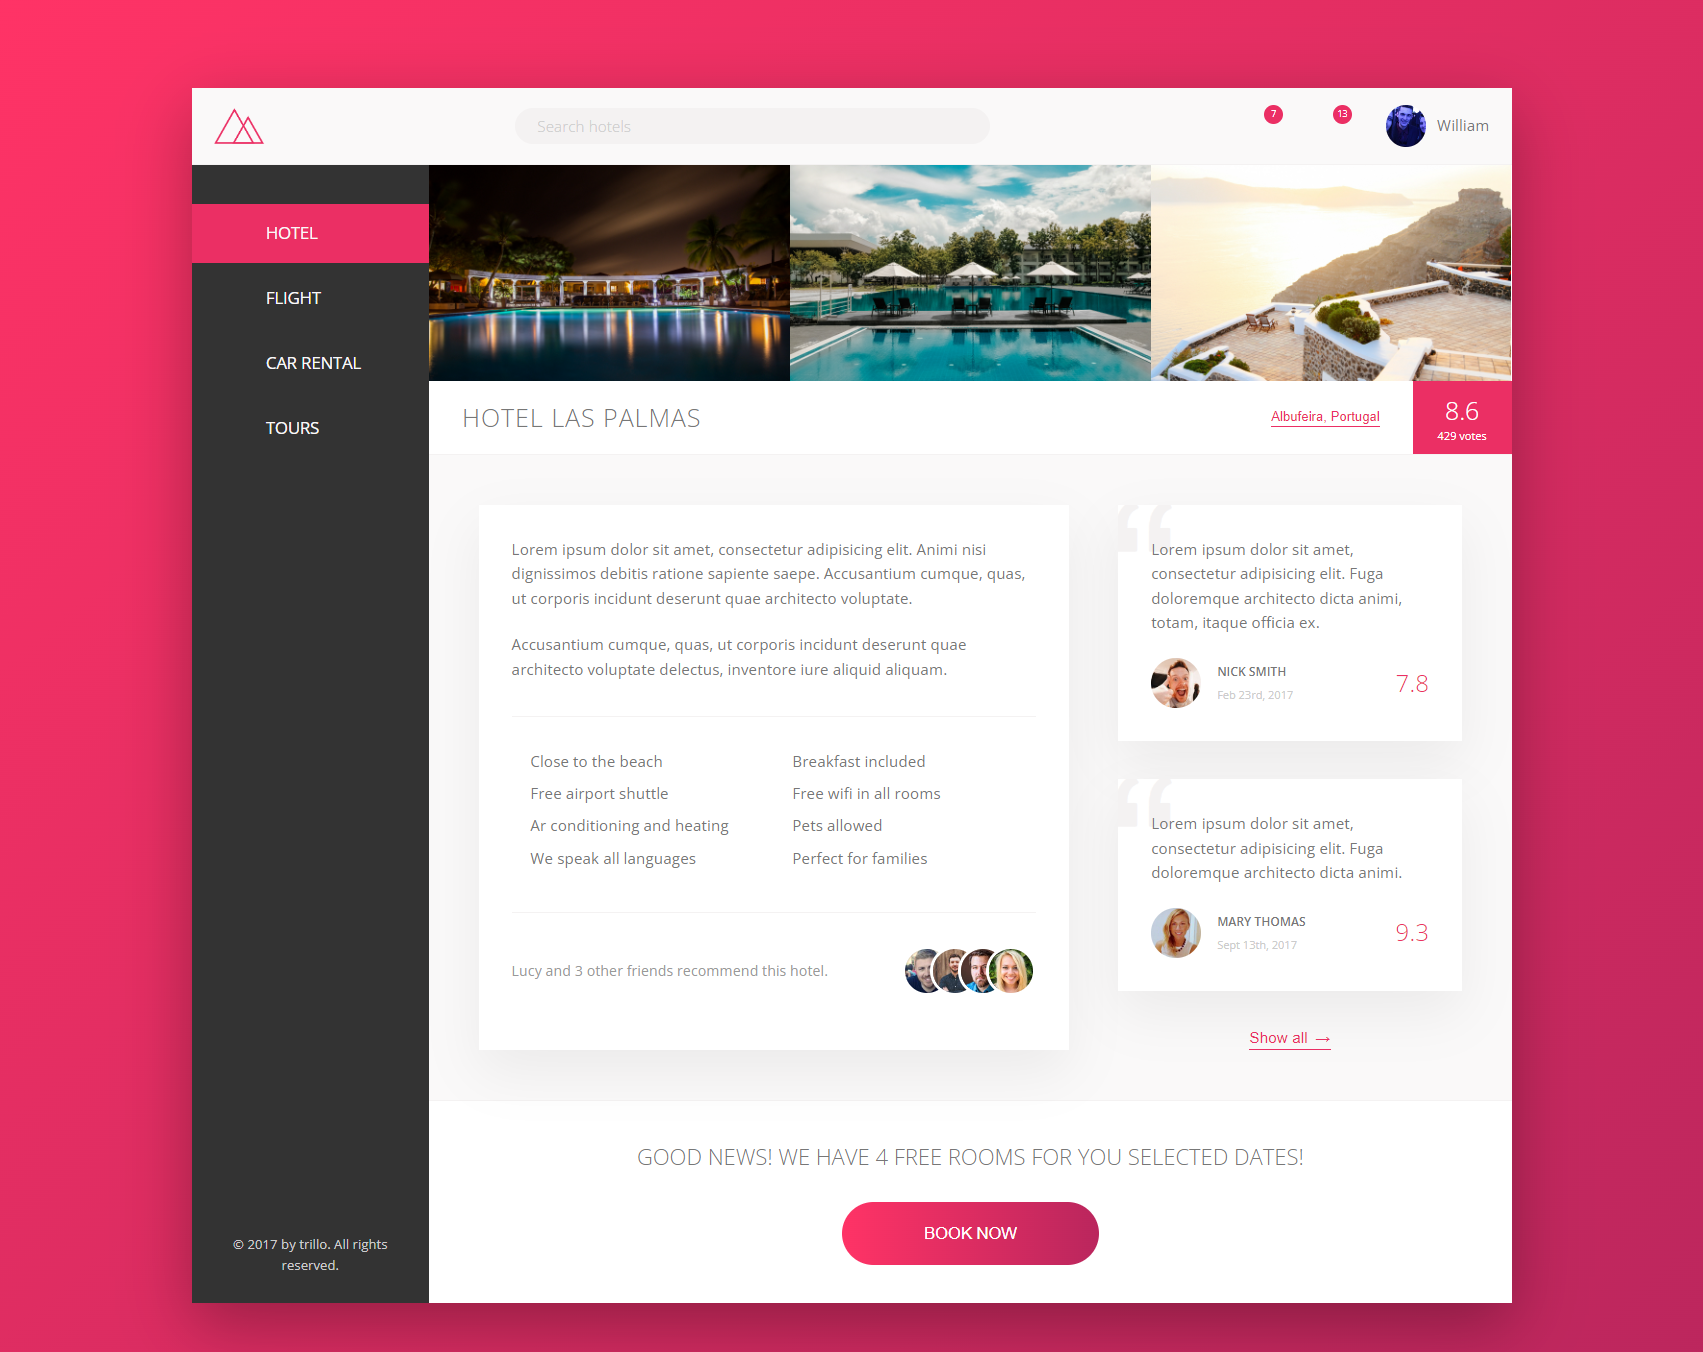 Search hotels
7
13
William
HOTEL
FLIGHT
CAR RENTAL
TOURS
© 2017 by trillo. All rights
reserved.
HOTEL LAS PALMAS
Albufeira, Portugal
8.6
429 votes
Lorem ipsum dolor sit amet, consectetur adipisicing elit. Animi nisi
dignissimos debitis ratione sapiente saepe. Accusantium cumque, quas,
ut corporis incidunt deserunt quae architecto voluptate.
Accusantium cumque, quas, ut corporis incidunt deserunt quae
architecto voluptate delectus, inventore iure aliquid aliquam.
Close to the beach
Breakfast included
Free airport shuttle
Free wifi in all rooms
Ar conditioning and heating
Pets allowed
We speak all languages
Perfect for families
Lucy and 3 other friends recommend this hotel.
“
Lorem ipsum dolor sit amet,
consectetur adipisicing elit. Fuga
doloremque architecto dicta animi,
totam, itaque officia ex.
NICK SMITH
Feb 23rd, 2017
7.8
“
Lorem ipsum dolor sit amet,
consectetur adipisicing elit. Fuga
doloremque architecto dicta animi.
MARY THOMAS
Sept 13th, 2017
9.3
Show all →
GOOD NEWS! WE HAVE 4 FREE ROOMS FOR YOU SELECTED DATES!
BOOK NOW